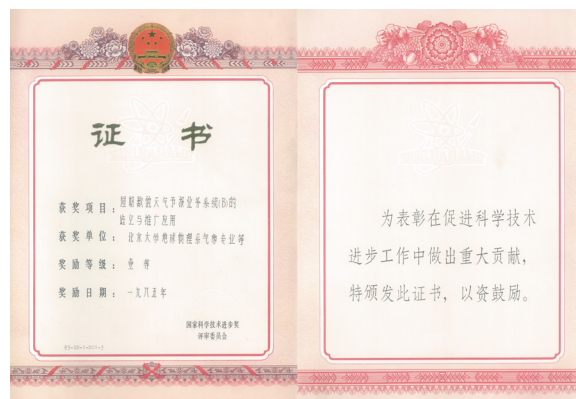 证 书
获奖项目：短期数值天气予报业务系统(B)的
建立与推广应用
获奖单位：北京大学地球物理系气象专业等
奖励等级：壹等
奖励日期：一九八五年
国家科学技术进步奖
评审委员会
为表彰在促进科学技术
进步工作中做出重大贡献，
特颁发此证书，以资鼓励。